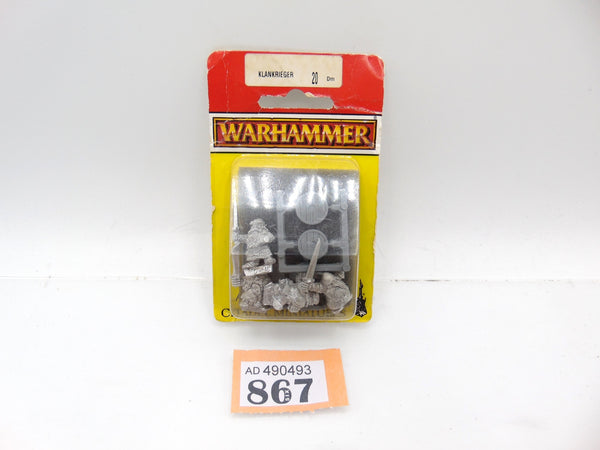 KLANKRIEGER 20 Dm
WARHAMMER
AD 490493
867